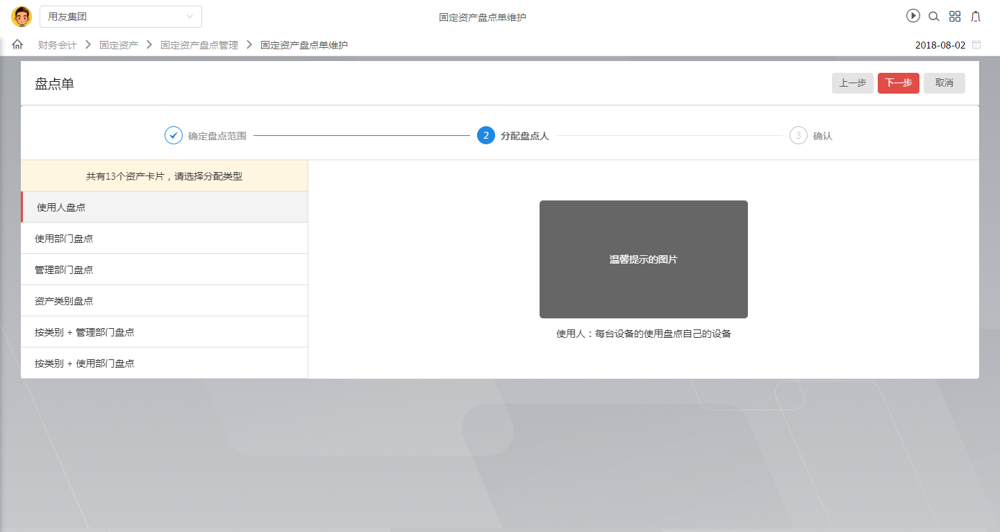 用友集团
固定资产盘点单维护
财务会计 > 固定资产 > 固定资产盘点管理 > 固定资产盘点单维护
2018-08-02
盘点单
上一步 下一步 取消
确定盘点范围 2 分配盘点人 3 确认
共有13个资产卡片，请选择分配类型
使用人盘点
使用部门盘点
管理部门盘点
资产类别盘点
按类别 + 管理部门盘点
按类别 + 使用部门盘点
温馨提示的图片
使用人：每台设备的使用盘点自己的设备